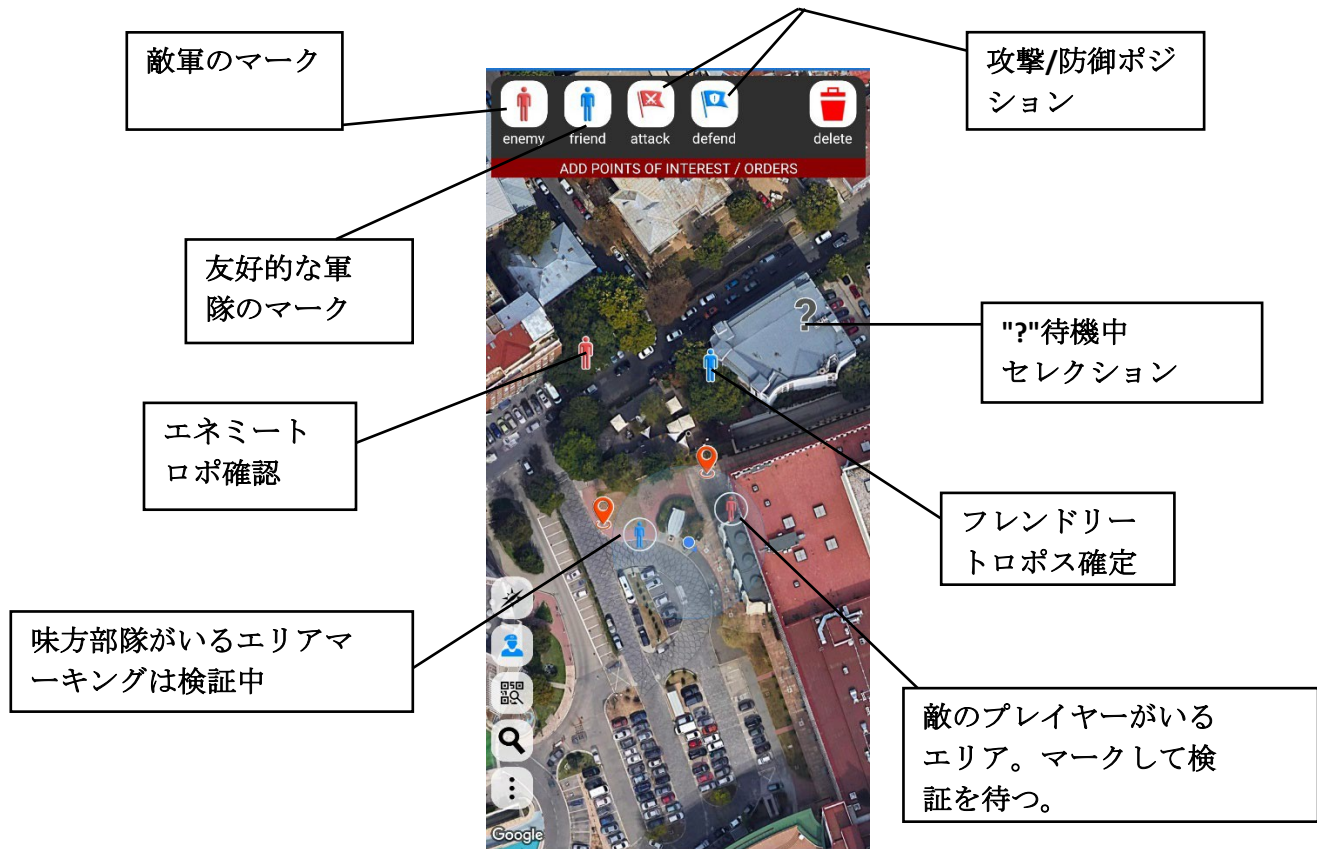 敵軍のマーク
攻撃/防御ポジ
ション
enemy
friend
attack
defend
delete
ADD POINTS OF INTEREST / ORDERS
友好的な軍
隊のマーク
?
"?"待機中
セレクション
エネミート
ロポ確認
フレンドリー
トロポス確定
味方部隊がいるエリアマ
ーキングは検証中
敵のプレイヤーがいる
エリア。マークして検
証を待つ。
Google